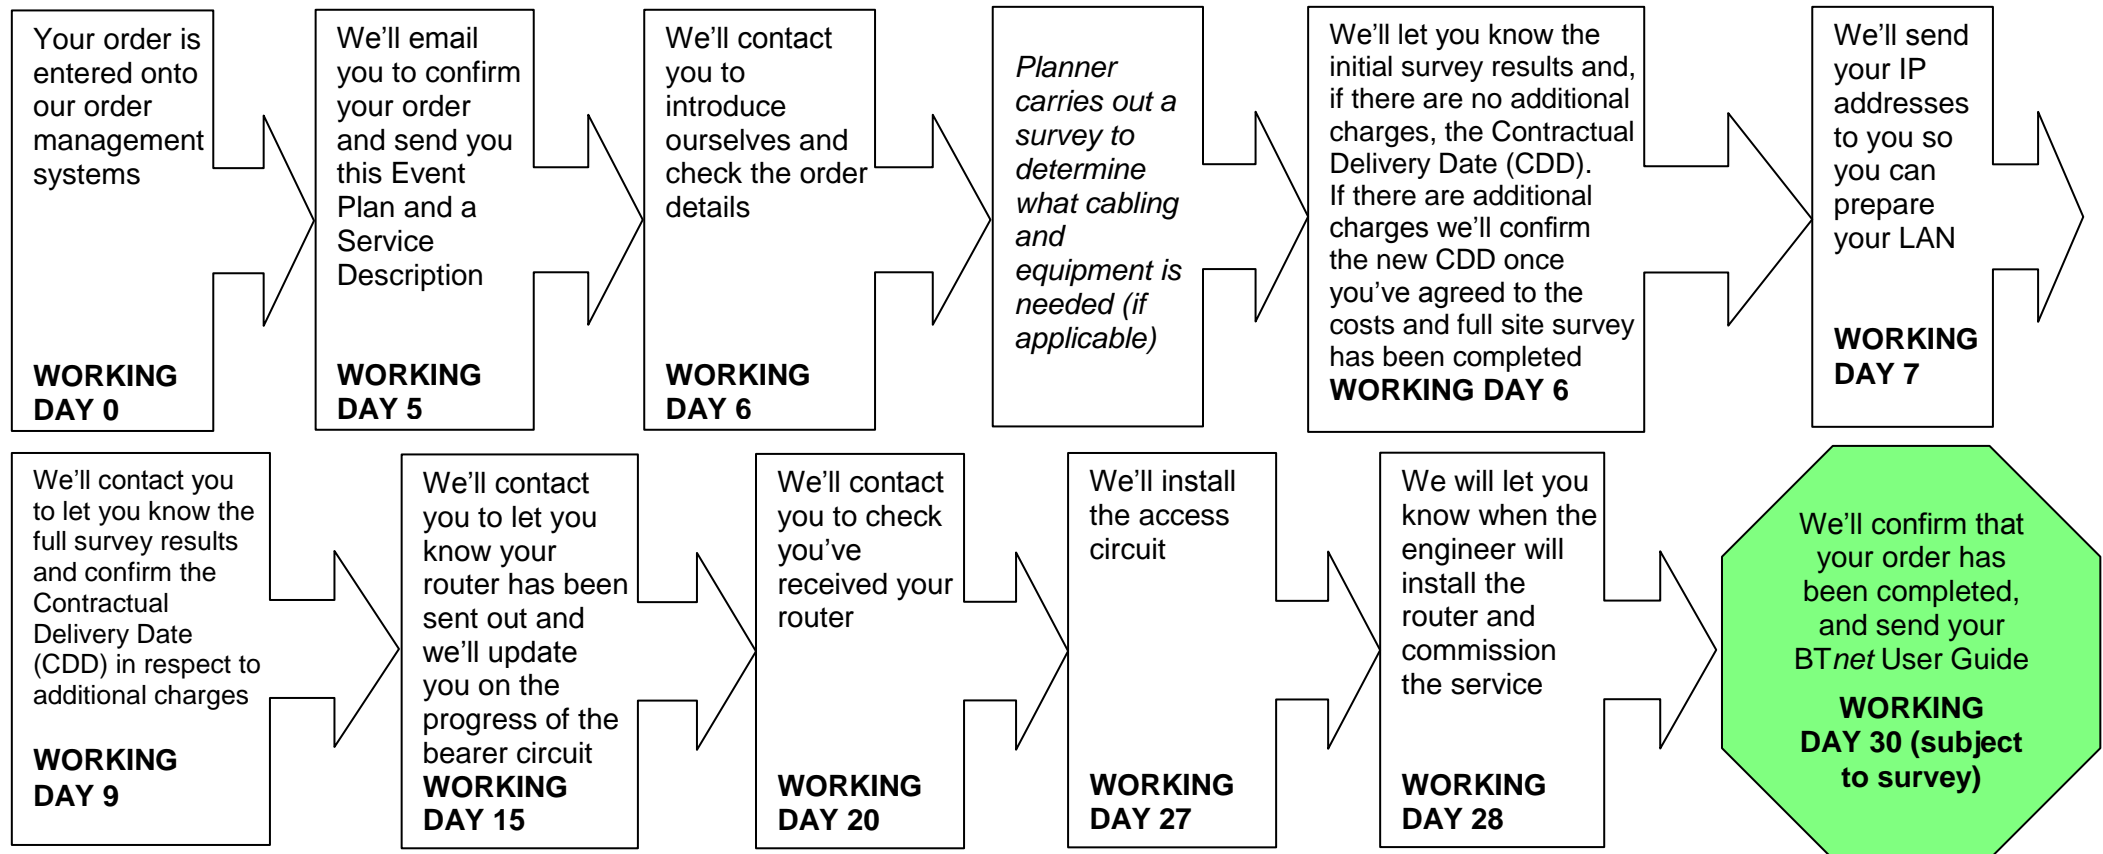 Your order is
entered onto
our order
management
systems
WORKING
DAY 0
We'll email
you to confirm
your order
and send you
this Event
Plan and a
Service
Description
WORKING
DAY 5
We'll contact
you to
introduce
ourselves and
check the order
details
WORKING
DAY 6
Planner
carries out a
survey to
determine
what cabling
and
equipment is
needed (if
applicable)
We'll let you know the
initial survey results and,
if there are no additional
charges, the Contractual
Delivery Date (CDD).
If there are additional
charges we'll confirm
the new CDD once
you've agreed to the
costs and full site survey
has been completed
WORKING DAY 6
We'll send
your IP
addresses
to you so
you can
prepare
your LAN
WORKING
DAY 7
We'll contact you
to let you know the
full survey results
and confirm the
Contractual
Delivery Date
(CDD) in respect to
additional charges
WORKING
DAY 9
We'll contact
you to let you
know your
router has been
sent out and
we'll update
you on the
progress of the
bearer circuit
WORKING
DAY 15
We'll contact
you to check
you've
received your
router
WORKING
DAY 20
We'll install
the access
circuit
WORKING
DAY 27
We will let you
know when the
engineer will
install the
router and
commission
the service
WORKING
DAY 28
We'll confirm that
your order has
been completed,
and send your
BTnet User Guide
WORKING
DAY 30 (subject
to survey)